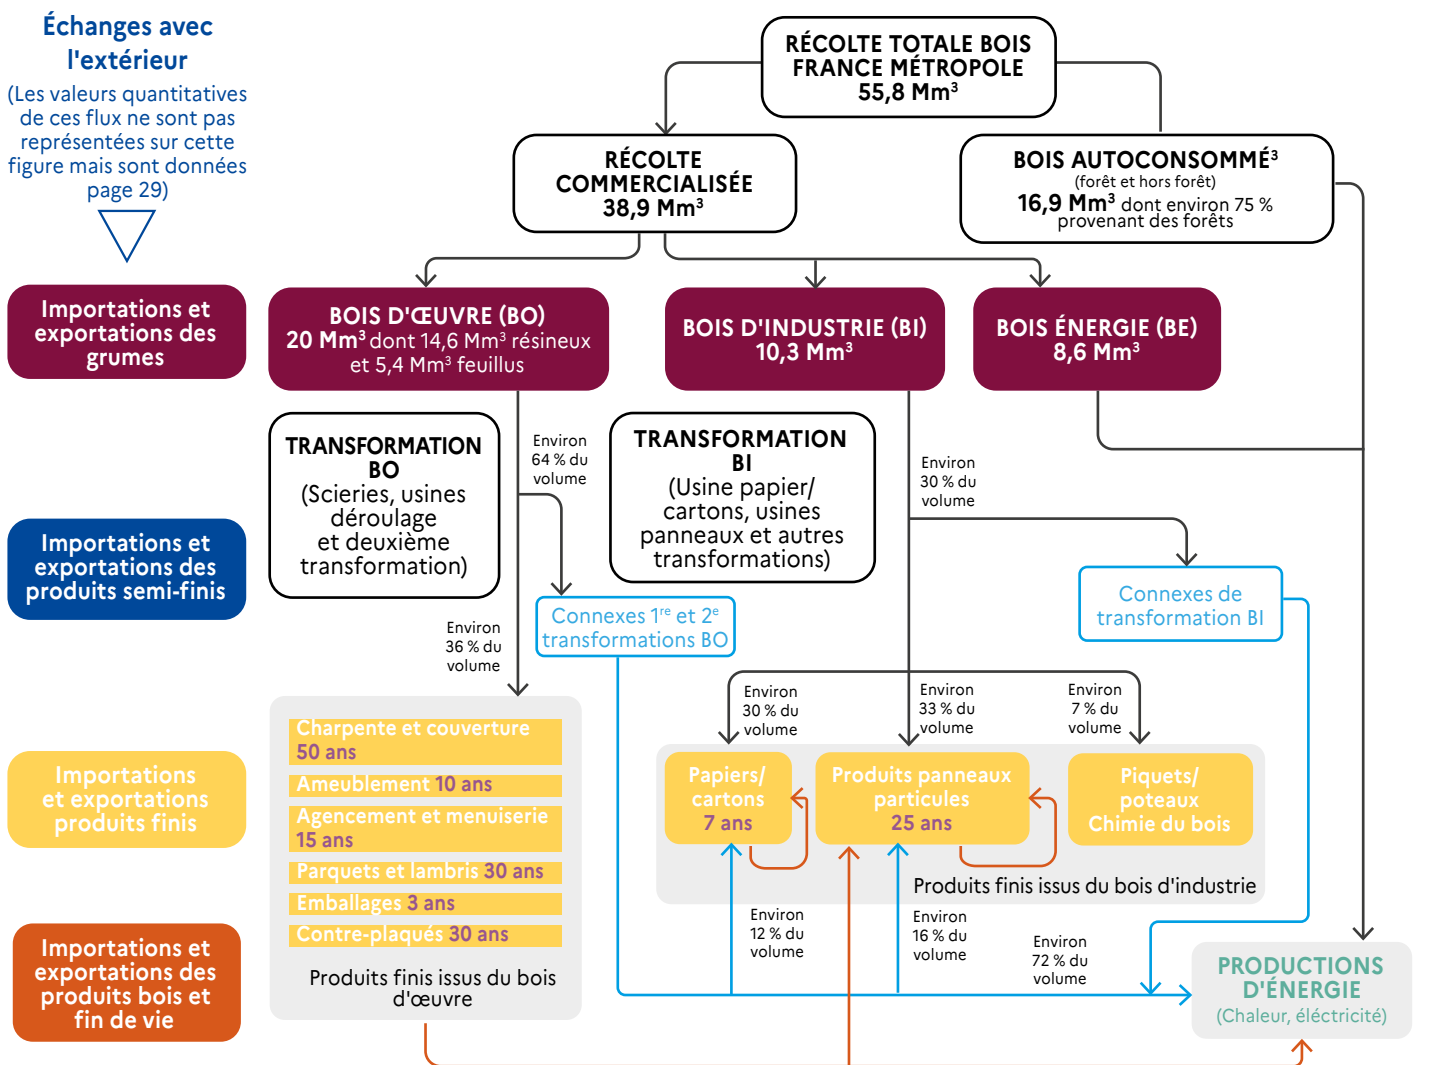 Échanges avec
l'extérieur
(Les valeurs quantitatives
de ces flux ne sont pas
représentées sur cette
figure mais sont données
page 29)
RÉCOLTE TOTALE BOIS
FRANCE MÉTROPOLE
55,8 Mm³
RÉCOLTE
COMMERCIALISÉE
38,9 Mm³
BOIS AUTOCONSOMMÉ³
(forêt et hors forêt)
16,9 Mm³ dont environ 75 %
provenant des forêts
Importations et
exportations des
grumes
BOIS D'ŒUVRE (BO)
20 Mm³ dont 14,6 Mm³ résineux
et 5,4 Mm³ feuillus
BOIS D'INDUSTRIE (BI)
10,3 Mm³
BOIS ÉNERGIE (BE)
8,6 Mm³
TRANSFORMATION
BO
(Scieries, usines
déroulage
et deuxième
transformation)
Environ
64 % du
volume
TRANSFORMATION
BI
(Usine papier/
cartons, usines
panneaux et autres
transformations)
Environ
30 % du
volume
Importations et
exportations des
produits semi-finis
Connexes 1re et 2e
transformations BO
Connexes de
transformation BI
Environ
36 % du
volume
Environ
30 % du
volume
Environ
33 % du
volume
Environ
7 % du
volume
Importations
et exportations
produits finis
Charpente et couverture
50 ans
Ameublement 10 ans
Agencement et menuiserie
15 ans
Parquets et lambris 30 ans
Emballages 3 ans
Contre-plaqués 30 ans
Produits finis issus du bois
d'œuvre
Papiers/
cartons
7 ans
Produits panneaux
particules
25 ans
Piquets/
poteaux
Chimie du bois
Produits finis issus du bois d'industrie
Environ
12 % du
volume
Environ
16 % du
volume
Environ
72 % du
volume
Importations et
exportations des
produits bois et
fin de vie
PRODUCTIONS
D'ÉNERGIE
(Chaleur, éléctricité)